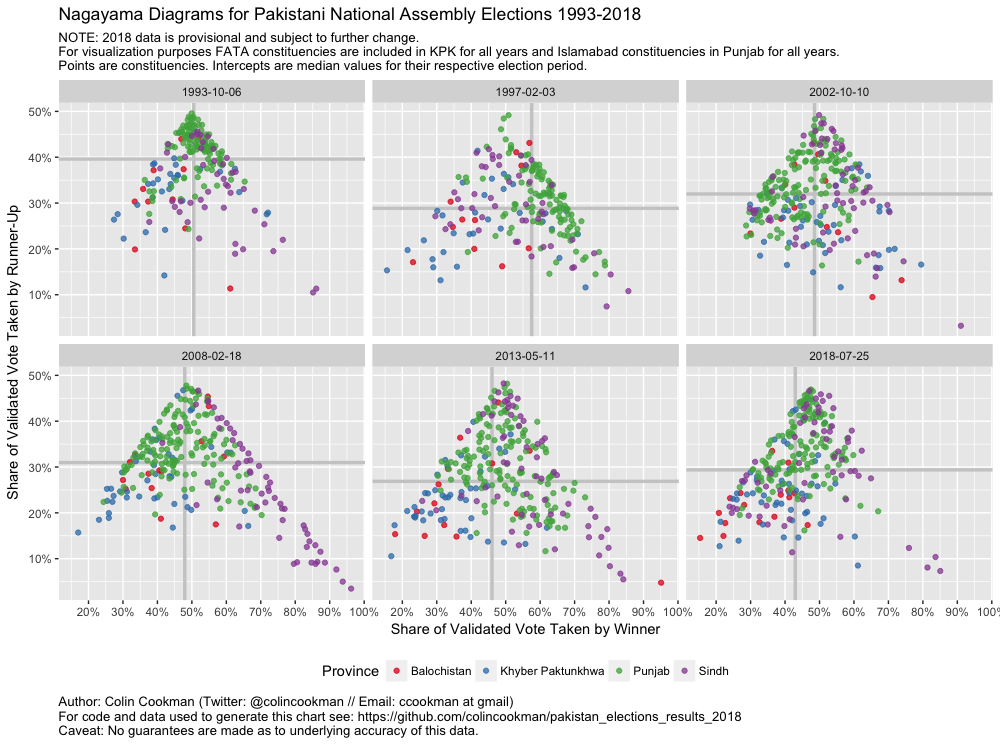 Nagayama Diagrams for Pakistani National Assembly Elections 1993-2018
NOTE: 2018 data is provisional and subject to further change.
For visualization purposes FATA constituencies are included in KPK for all years and Islamabad constituencies in Punjab for all years.
Points are constituencies. Intercepts are median values for their respective election period.
1993-10-06 1997-02-03 2002-10-10
50%
40%
30%
20%
10%
Share of Validated Vote Taken by Runner-Up
2008-02-18 2013-05-11 2018-07-25
50%
40%
30%
20%
10%
20% 30% 40% 50% 60% 70% 80% 90% 100% 20% 30% 40% 50% 60% 70% 80% 90% 100% 20% 30% 40% 50% 60% 70% 80% 90% 100%
Share of Validated Vote Taken by Winner
Province Balochistan Khyber Paktunkhwa Punjab Sindh
Author: Colin Cookman (Twitter: @colincookman // Email: ccookman at gmail)
For code and data used to generate this chart see: https://github.com/colincookman/pakistan_elections_results_2018
Caveat: No guarantees are made as to underlying accuracy of this data.